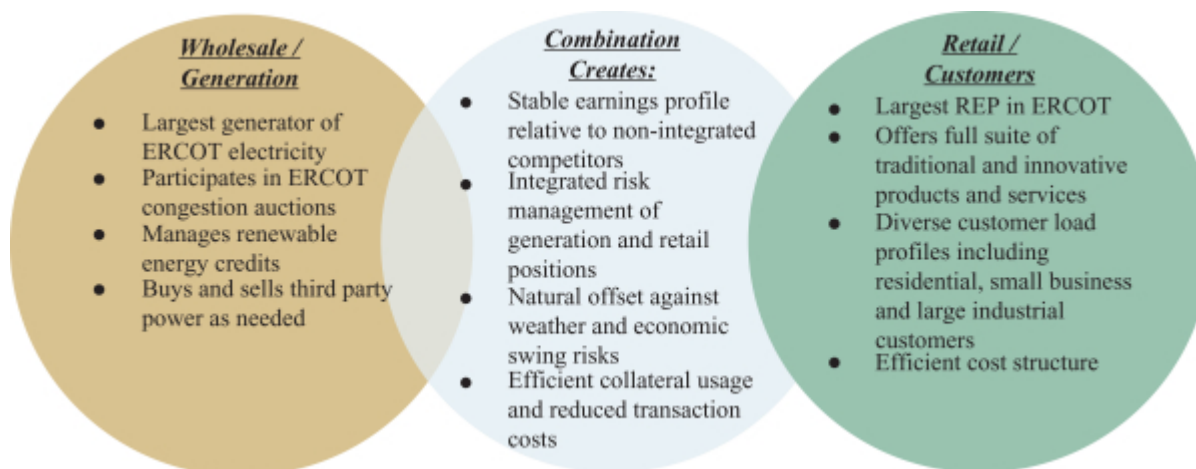 Wholesale /
Generation
● Largest generator of
ERCOT electricity
● Participates in ERCOT
congestion auctions
● Manages renewable
energy credits
● Buys and sells third party
power as needed
Combination
Creates:
● Stable earnings profile
relative to non-integrated
competitors
● Integrated risk
management of
generation and retail
positions
● Natural offset against
weather and economic
swing risks
● Efficient collateral usage
and reduced transaction
costs
Retail /
Customers
● Largest REP in ERCOT
● Offers full suite of
traditional and innovative
products and services
● Diverse customer load
profiles including
residential, small business
and large industrial
customers
● Efficient cost structure